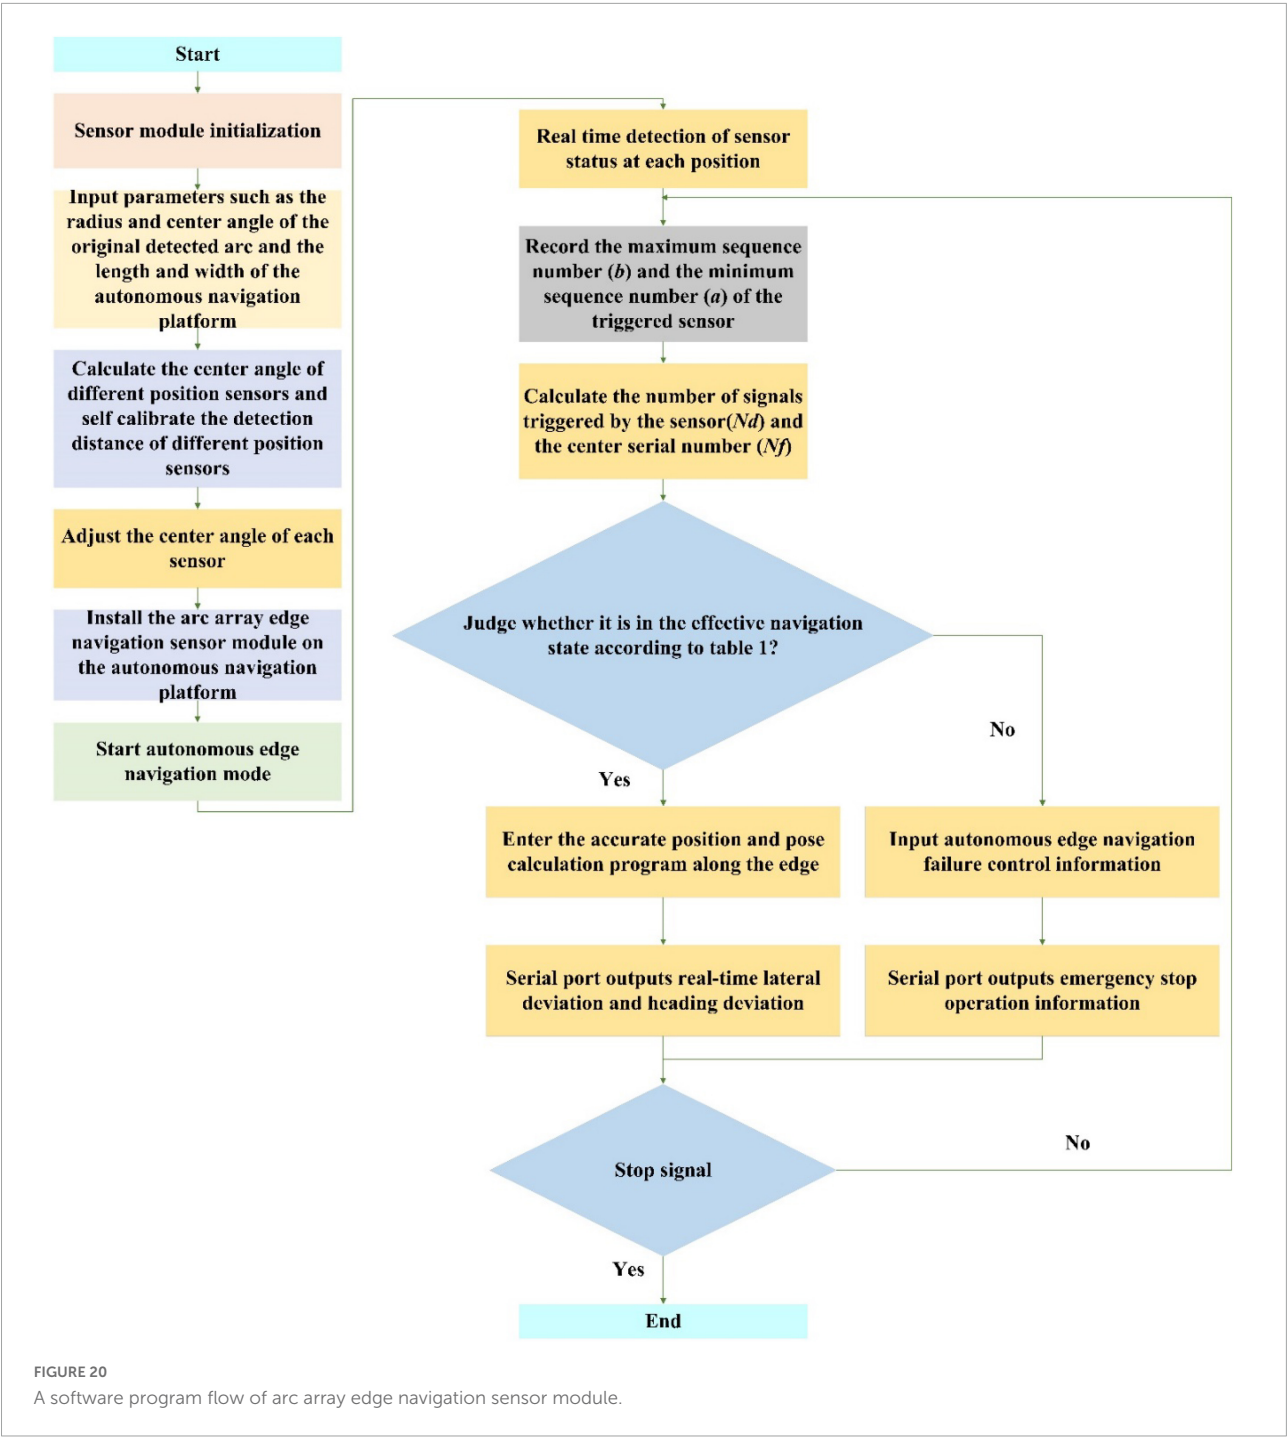 Start
Sensor module initialization
Input parameters such as the
radius and center angle of the
original detected arc and the
length and width of the
autonomous navigation
platform
Calculate the center angle of
different position sensors and
self calibrate the detection
distance of different position
sensors
Adjust the center angle of each
sensor
Install the arc array edge
navigation sensor module on
the autonomous navigation
platform
Start autonomous edge
navigation mode
Real time detection of sensor
status at each position
Record the maximum sequence
number (b) and the minimum
sequence number (a) of the
triggered sensor
Calculate the number of signals
triggered by the sensor(Nd) and
the center serial number (Nf)
Judge whether it is in the effective navigation
state according to table 1?
No
Yes
Enter the accurate position and pose
calculation program along the edge
Input autonomous edge navigation
failure control information
Serial port outputs real-time lateral
deviation and heading deviation
Serial port outputs emergency stop
operation information
Stop signal
No
Yes
End
FIGURE 20
A software program flow of arc array edge navigation sensor module.